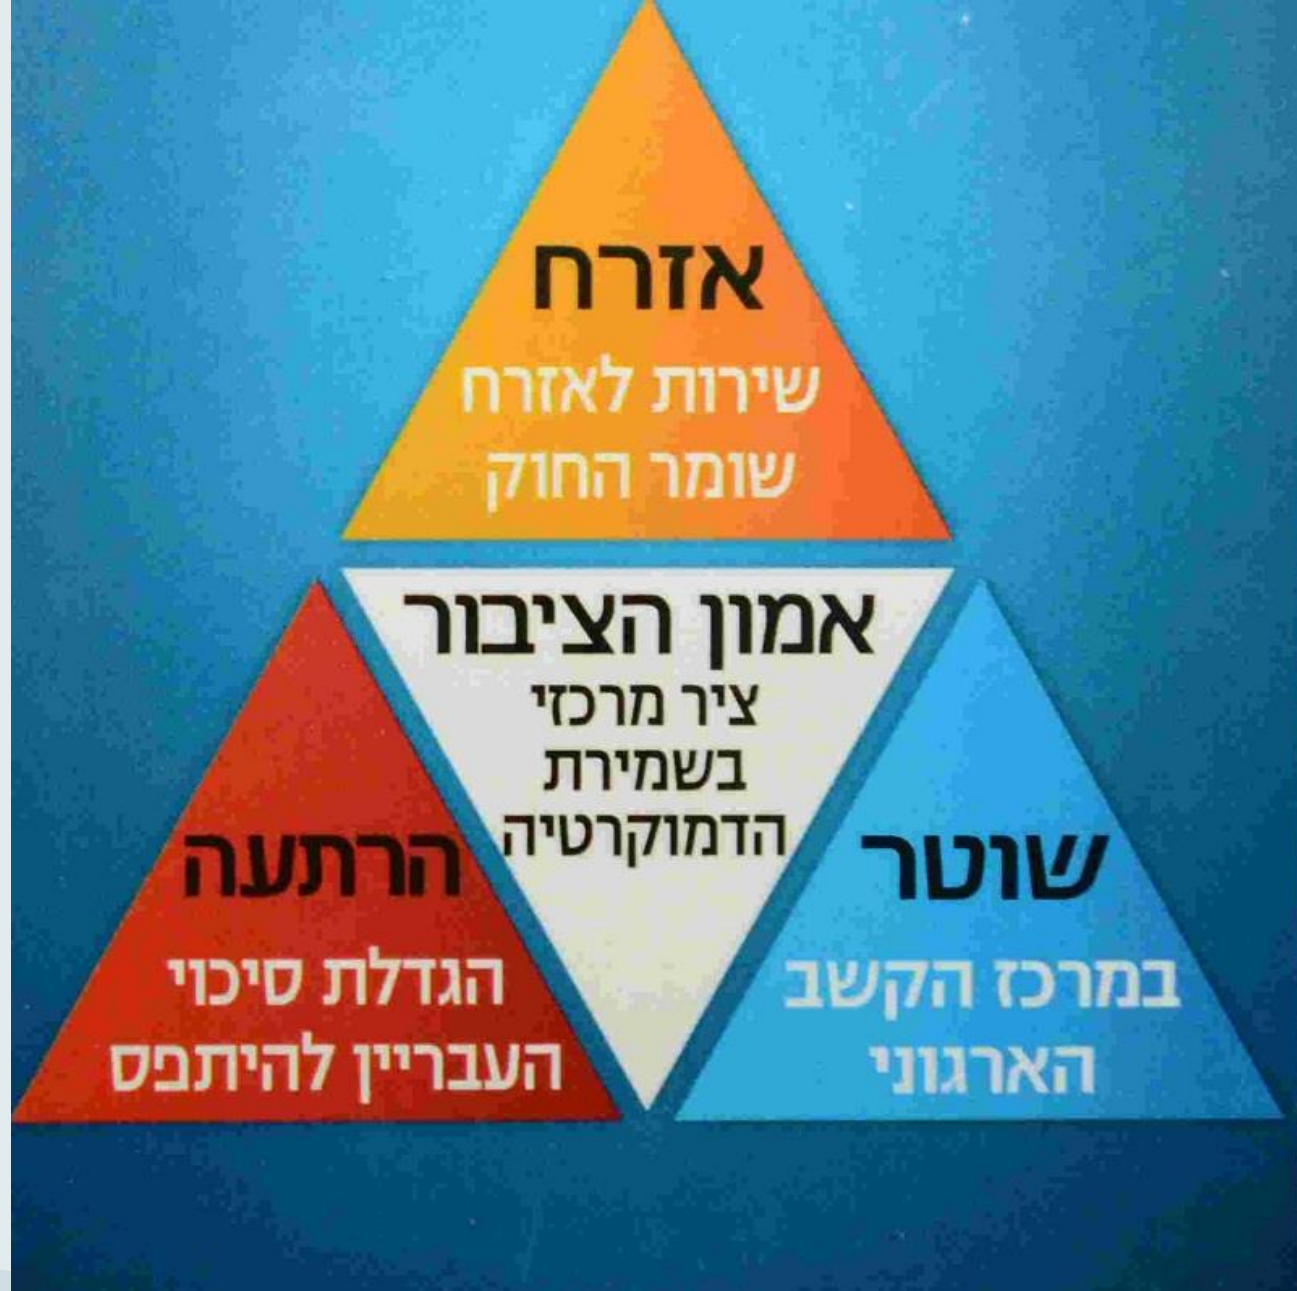 אזרח
שירות לאזרח
שומר החוק
אמון הציבור
ציר מרכזי
בשמירת
הדמוקרטיה
שוטר
במרכז הקשב
הארגוני
הרתעה
הגדלת סיכוי
העבריין להיתפס